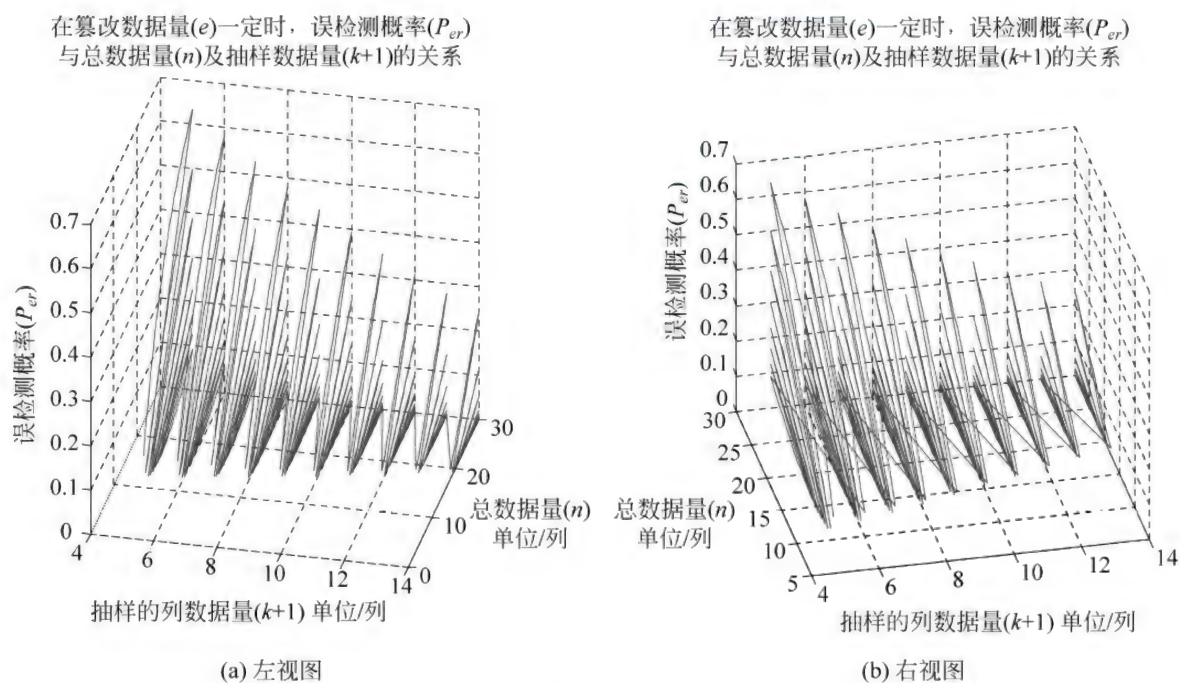 在篡改数据量(e)一定时，误检测概率(Per)
与总数据量(n)及抽样数据量(k+1)的关系
0.7
0.6
0.5
0.4
0.3
0.2
0.1
0
误检测概率(Per)
4
6
8
10
12
14
0
10
20
30
总数据量(n)
单位/列
抽样的列数据量(k+1) 单位/列
(a) 左视图
在篡改数据量(e)一定时，误检测概率(Per)
与总数据量(n)及抽样数据量(k+1)的关系
0.7
0.6
0.5
0.4
0.3
0.2
0.1
0
误检测概率(Per)
30
25
20
15
10
5
总数据量(n)
单位/列
4
6
8
10
12
14
抽样的列数据量(k+1) 单位/列
(b) 右视图